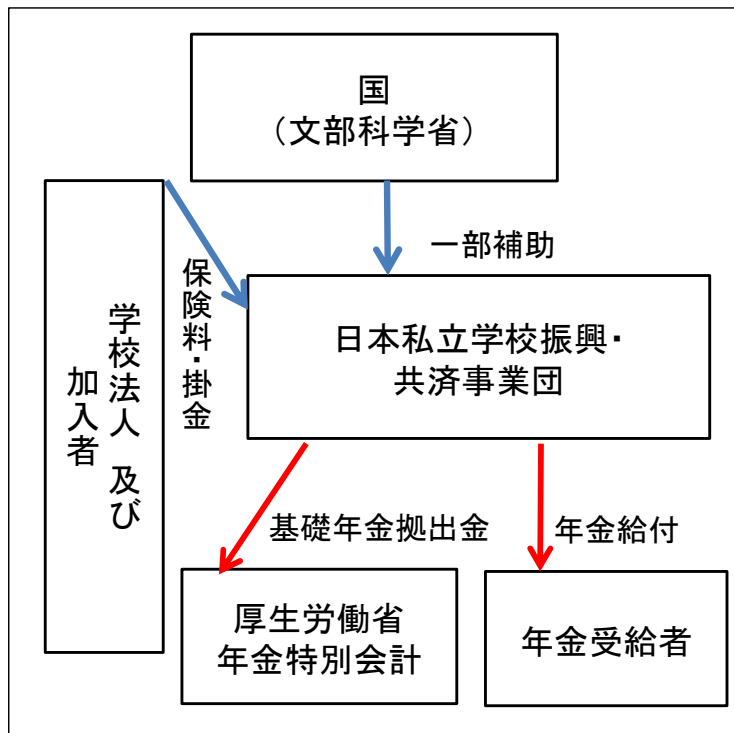 国
（文部科学省）
一部補助
保険料・掛金
学校法人 及び
加入者
日本私立学校振興・
共済事業団
基礎年金拠出金
年金給付
厚生労働省
年金特別会計
年金受給者